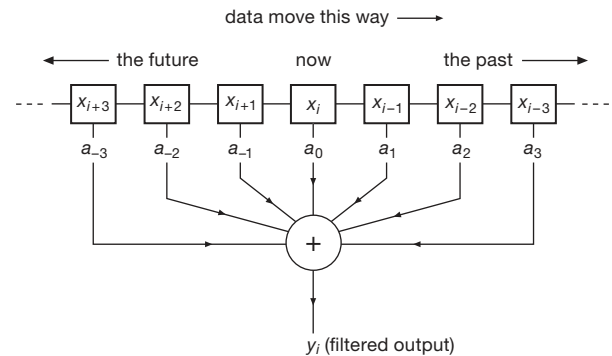 data move this way
the future now the past
x_{i+3} x_{i+2} x_{i+1} x_i x_{i−1} x_{i−2} x_{i−3}
a_{−3} a_{−2} a_{−1} a_0 a_1 a_2 a_3
+
y_i (filtered output)